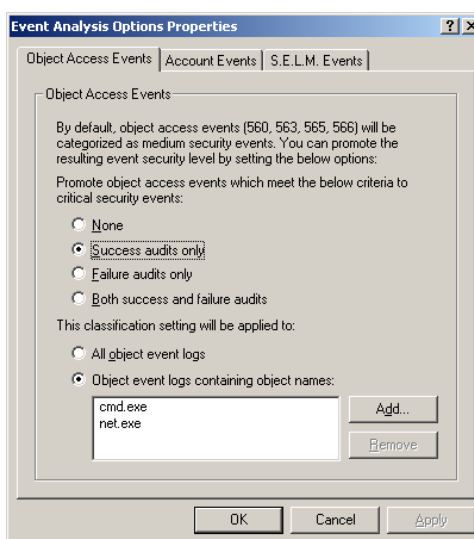 Event Analysis Options Properties
Object Access Events Account Events S.E.L.M. Events
Object Access Events
By default, object access events (560, 563, 565, 566) will be
categorized as medium security events. You can promote the
resulting event security level by setting the below options:
Promote object access events which meet the below criteria to
critical security events:
None
Success audits only
Failure audits only
Both success and failure audits
This classification setting will be applied to:
All object event logs
Object event logs containing object names:
cmd.exe
net.exe
Add...
Remove
OK Cancel Apply